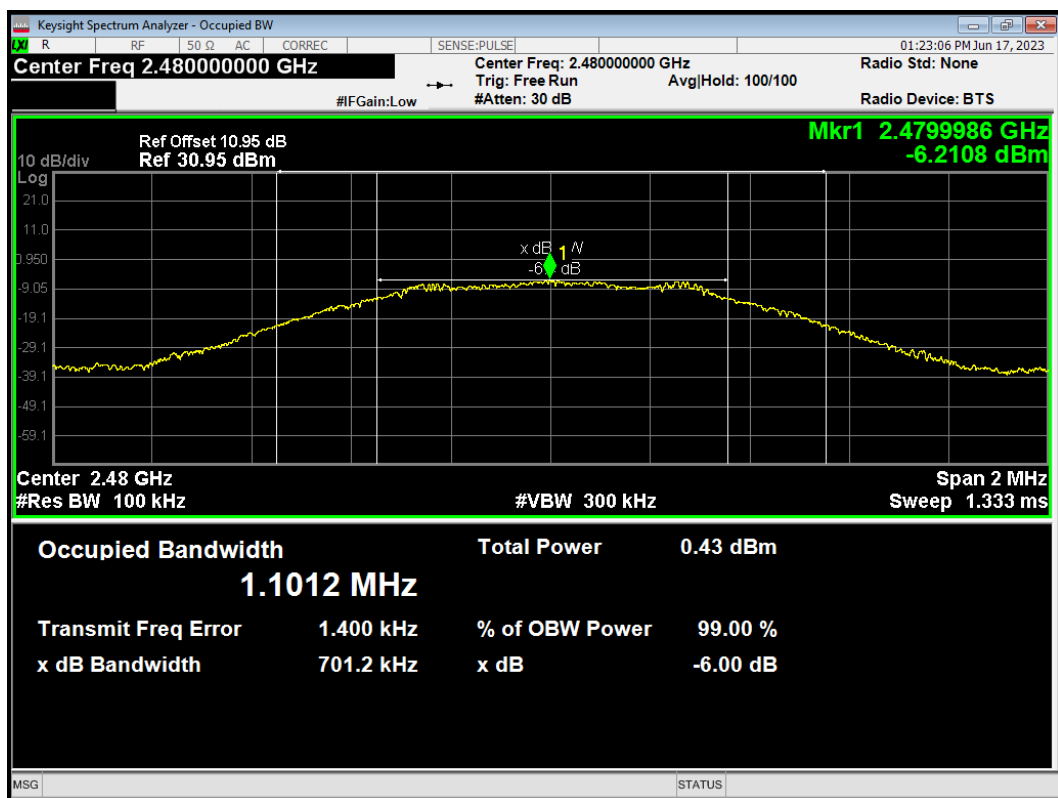 Keysight Spectrum Analyzer - Occupied BW
LXI R RF 50 Ω AC CORREC SENSE:PULSE 01:23:06 PM Jun 17, 2023
Center Freq 2.480000000 GHz Center Freq: 2.480000000 GHz Radio Std: None
Trig: Free Run Avg|Hold: 100/100
#IFGain:Low #Atten: 30 dB Radio Device: BTS
Mkr1 2.4799986 GHz
Ref Offset 10.95 dB
10 dB/div Ref 30.95 dBm -6.2108 dBm
Log
21.0
11.0
x dB 1
0.950
-6 dB
-9.05
-19.1
-29.1
-39.1
-49.1
-59.1
Center 2.48 GHz Span 2 MHz
#Res BW 100 kHz #VBW 300 kHz Sweep 1.333 ms
Occupied Bandwidth Total Power 0.43 dBm
1.1012 MHz
Transmit Freq Error 1.400 kHz % of OBW Power 99.00 %
x dB Bandwidth 701.2 kHz x dB -6.00 dB
MSG STATUS